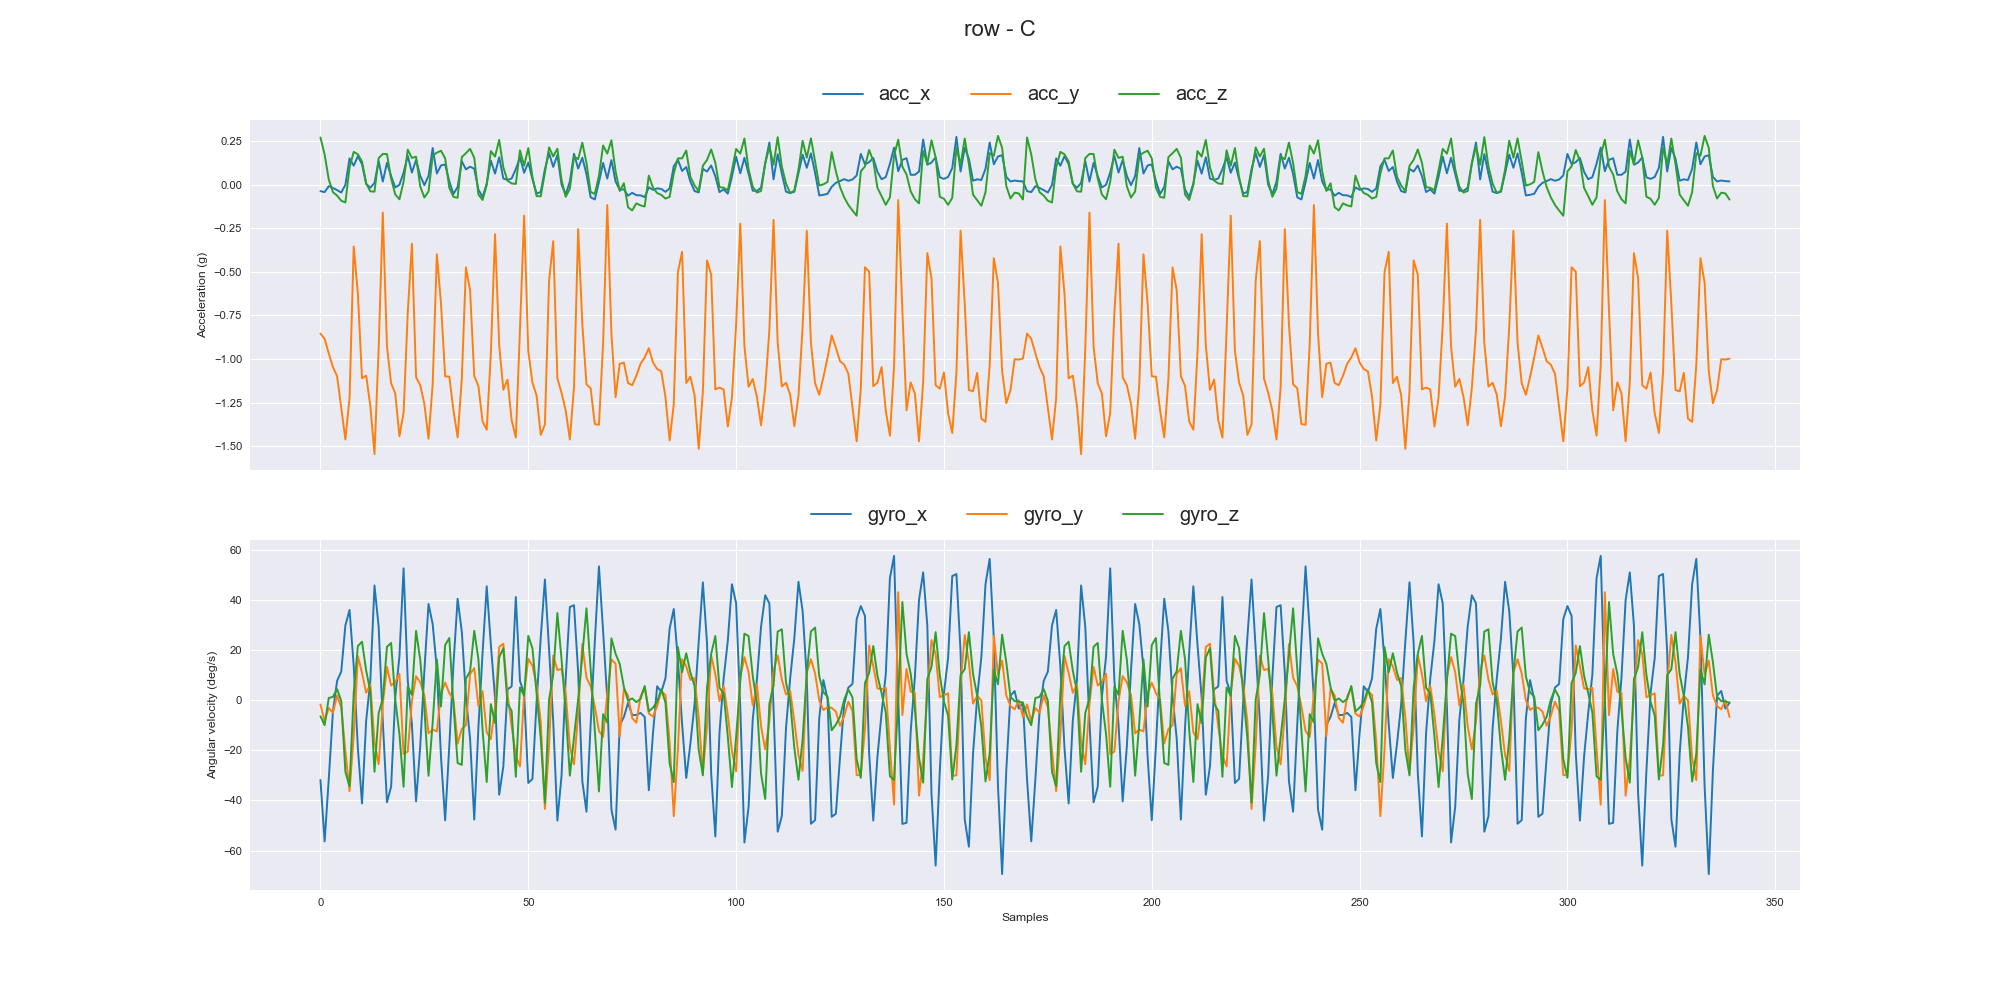 row - C
acc_x acc_y acc_z
0.25
0.00
−0.25
−0.50
−0.75
−1.00
−1.25
−1.50
Acceleration (g)
gyro_x gyro_y gyro_z
60
40
20
0
−20
−40
−60
Angular velocity (deg/s)
0 50 100 150 200 250 300 350
Samples